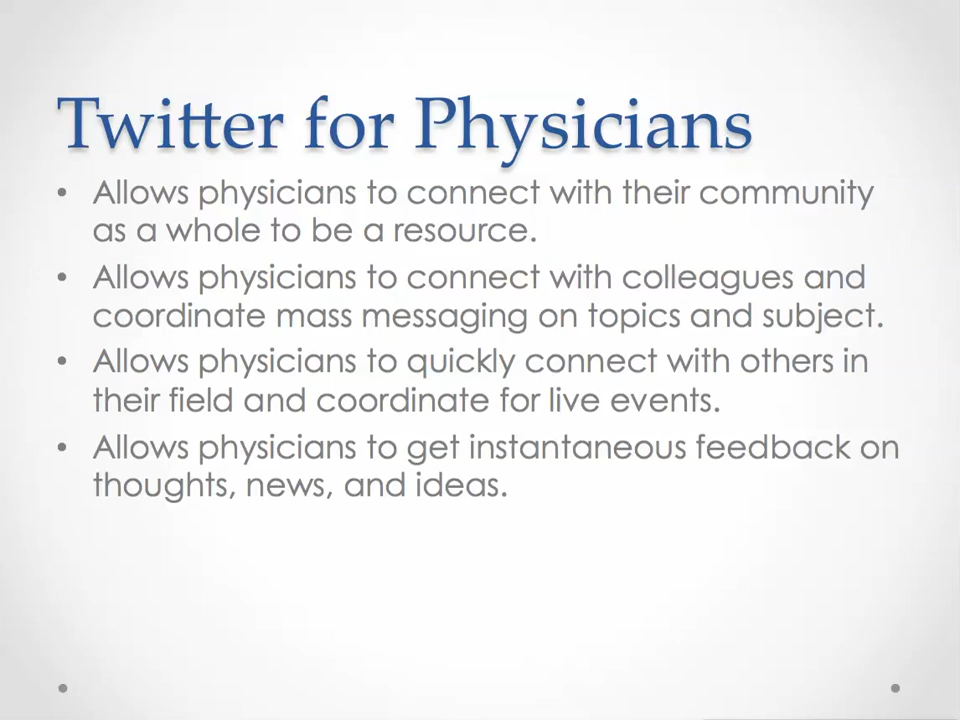 Twitter for Physicians
• Allows physicians to connect with their community
as a whole to be a resource.
• Allows physicians to connect with colleagues and
coordinate mass messaging on topics and subject.
• Allows physicians to quickly connect with others in
their field and coordinate for live events.
• Allows physicians to get instantaneous feedback on
thoughts, news, and ideas.